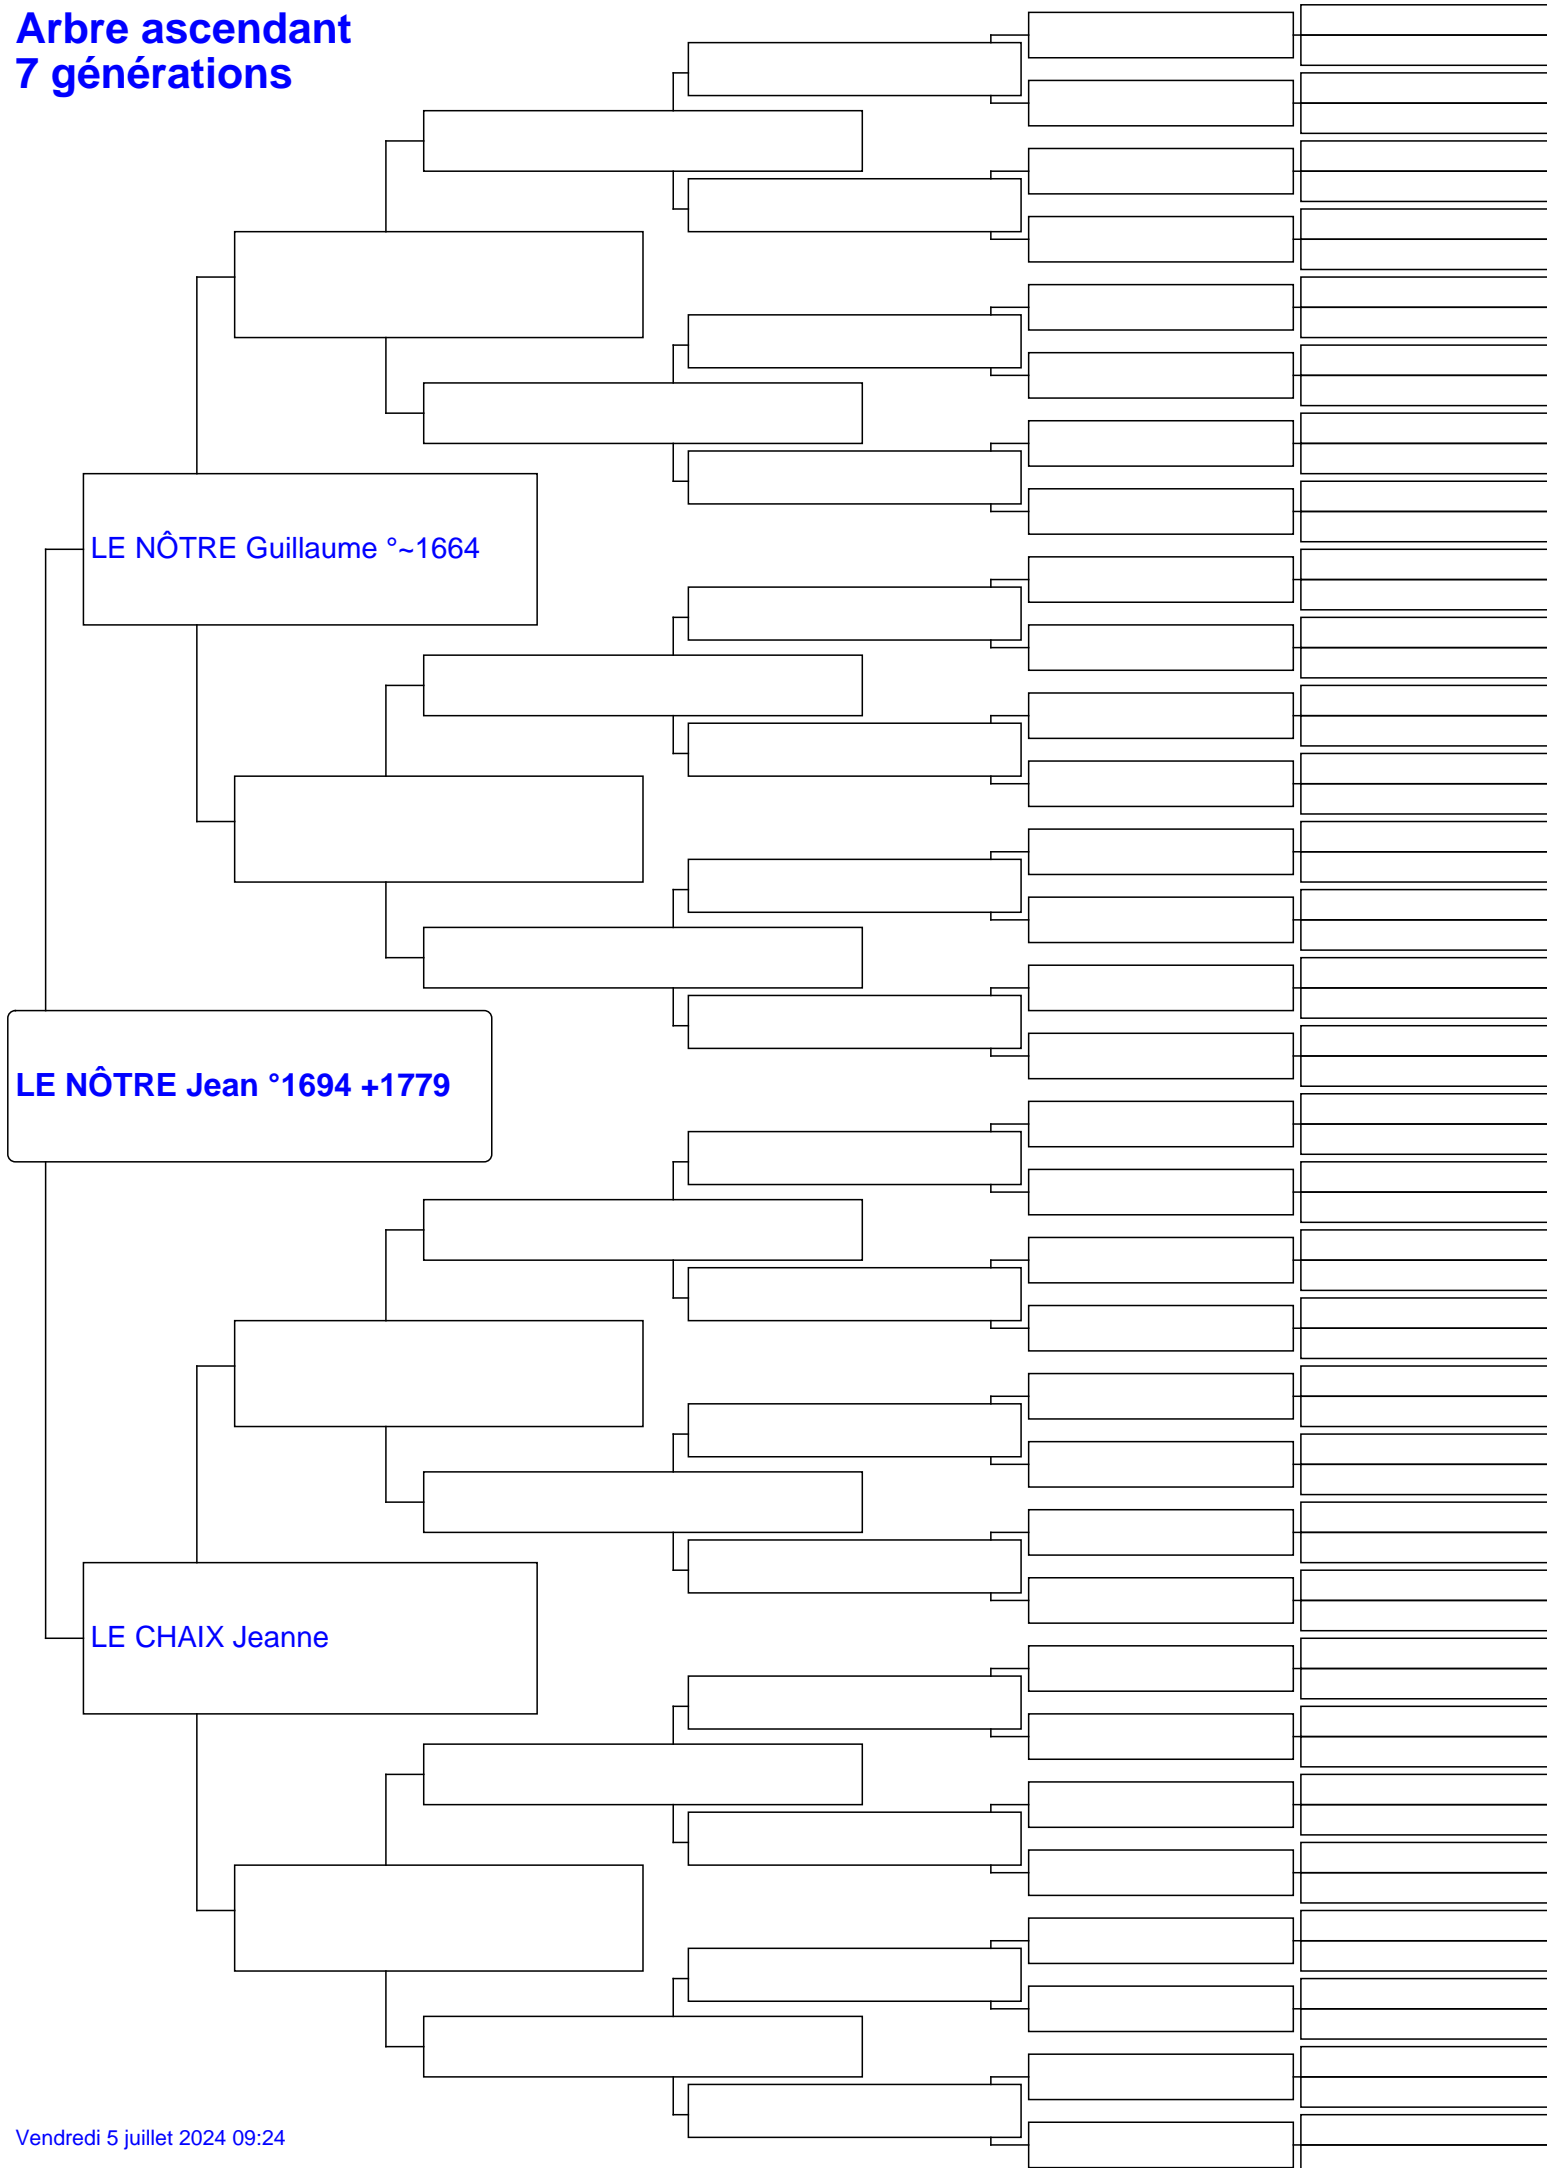 Arbre ascendant
7 générations
LE NÔTRE Guillaume °~1664
LE NÔTRE Jean °1694 +1779
LE CHAIX Jeanne
Vendredi 5 juillet 2024 09:24